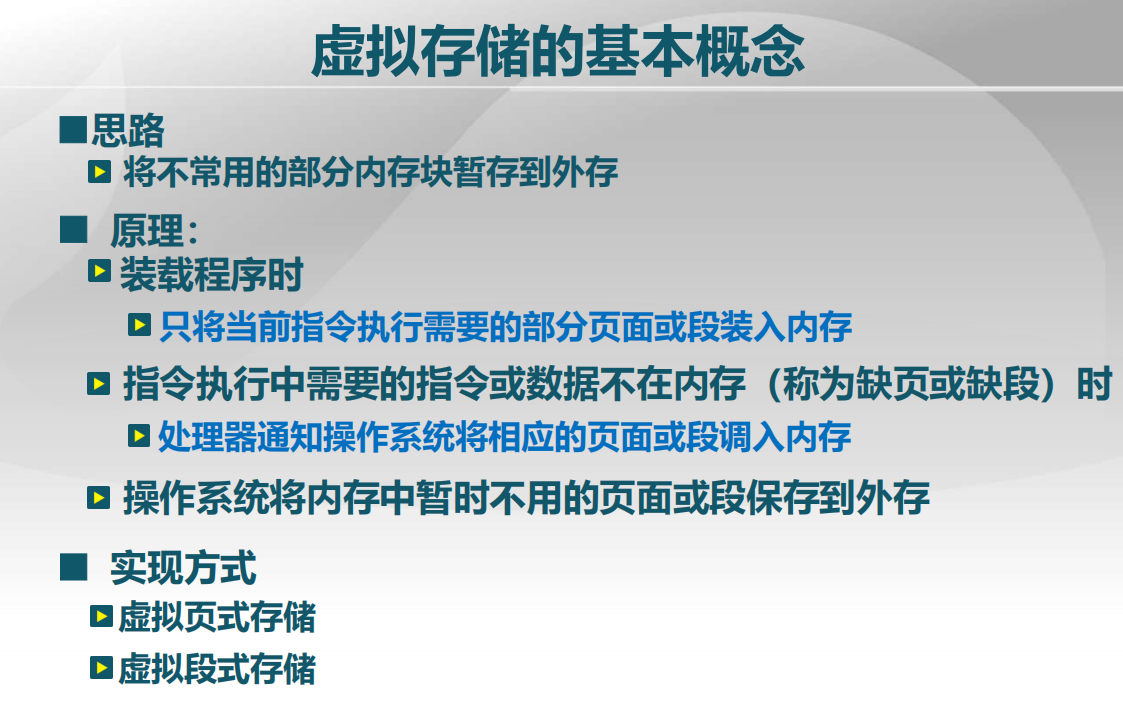 虚拟存储的基本概念
思路
将不常用的部分内存块暂存到外存
原理：
装载程序时
只将当前指令执行需要的部分页面或段装入内存
指令执行中需要的指令或数据不在内存（称为缺页或缺段）时
处理器通知操作系统将相应的页面或段调入内存
操作系统将内存中暂时不用的页面或段保存到外存
实现方式
虚拟页式存储
虚拟段式存储